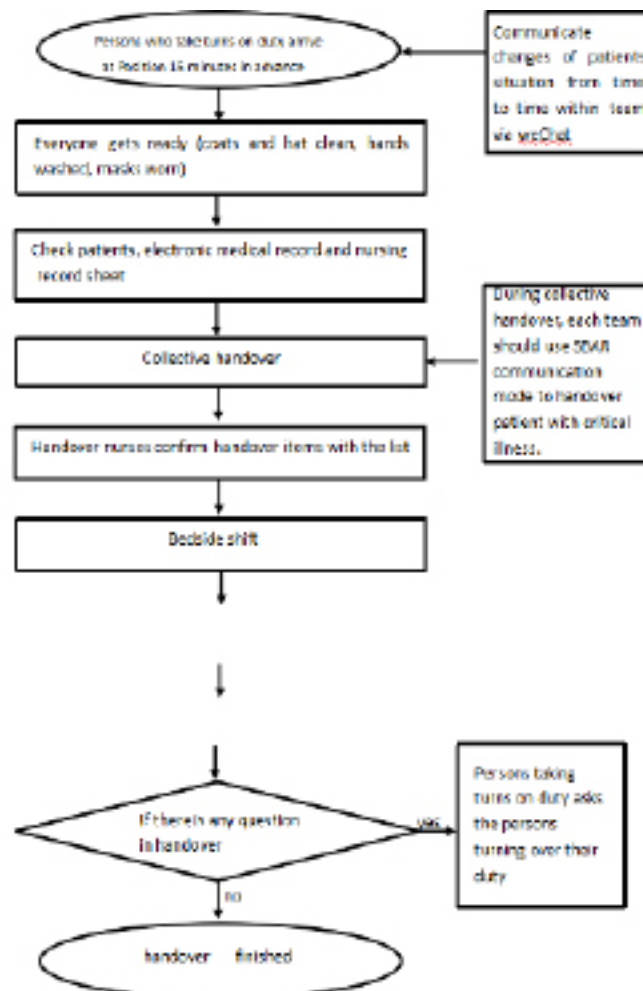 Persons who take turns on duty arrive
at Position 15 minutes in advance
Communicate
changes of patients
situation from time
to time within team
via weChat
Everyone gets ready (coats and hat clean, hands
washed, masks worn)
Check patients, electronic medical record and nursing
record sheet
Collective handover
During collective
handover, each team
should use SBAR
communication
mode to handover
patient with critical
illness.
Handover nurses confirm handover items with the list
Bedside shift
If there is any question
in handover
yes
Persons taking
turns on duty asks
the persons
turning over their
duty
no
handover finished